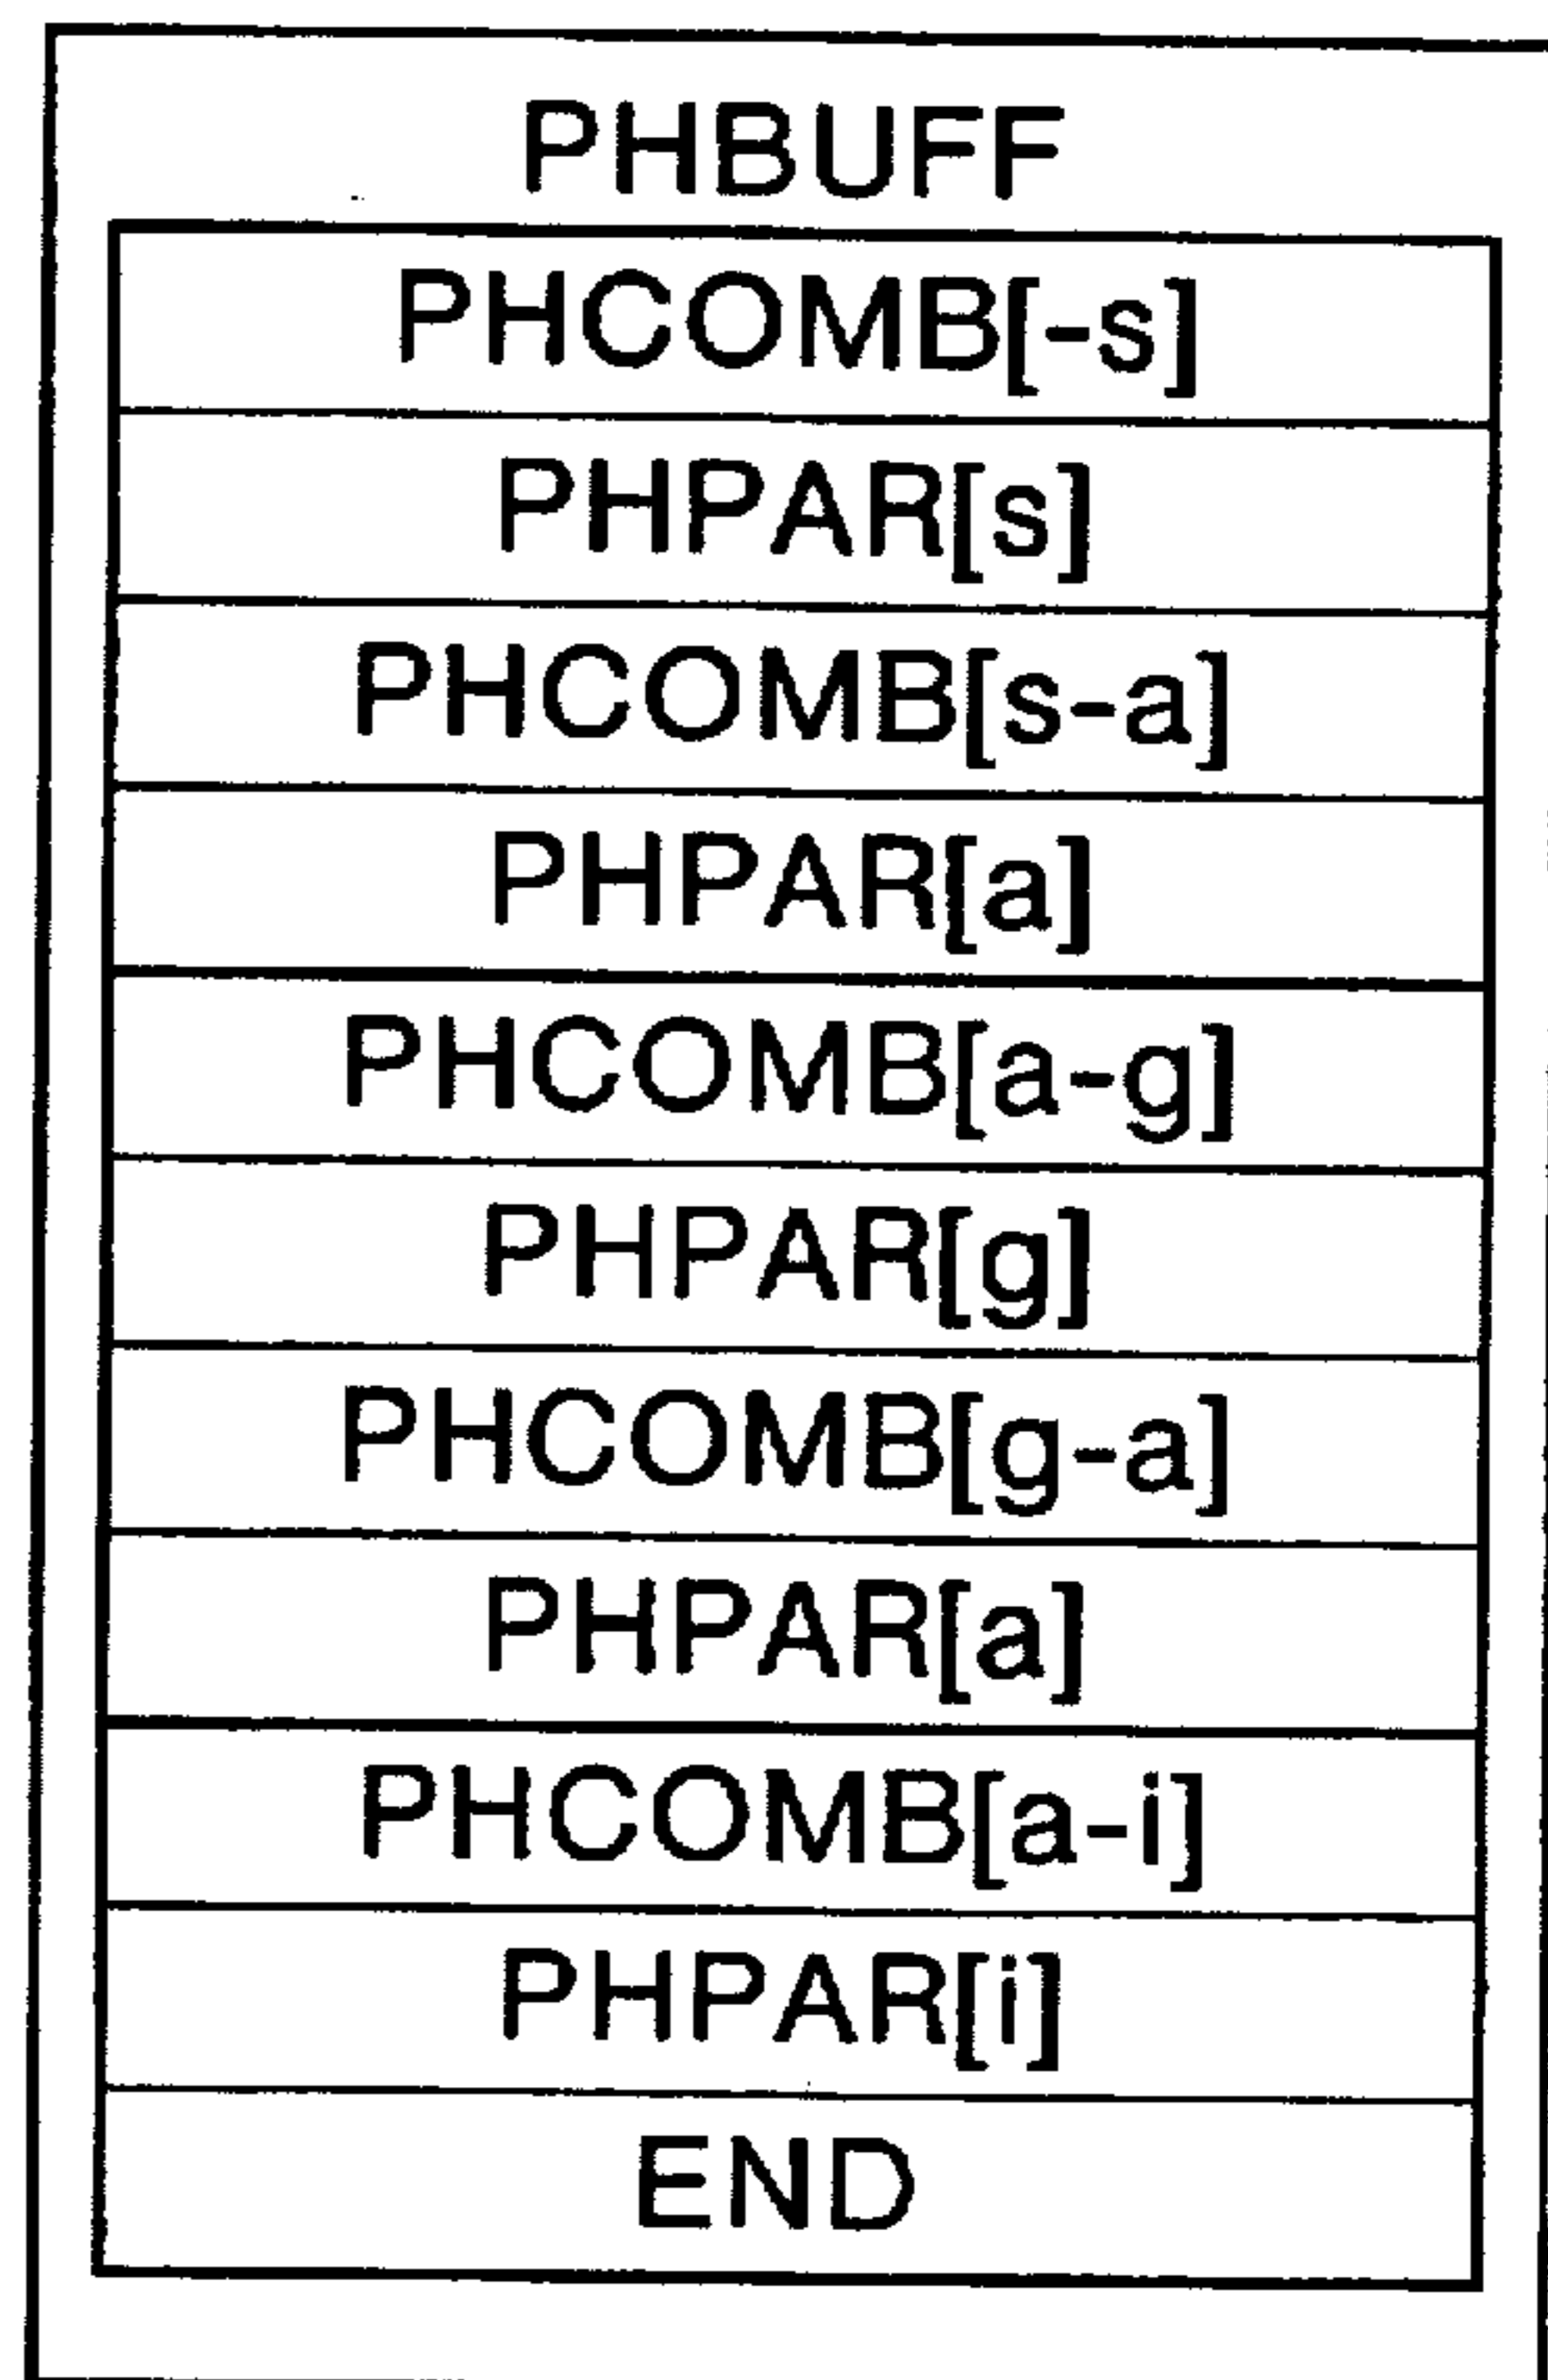 PHBUFF
PHCOMB[-s]
PHPAR[s]
PHCOMB[s-a]
PHPAR[a]
PHCOMB[a-g]
PHPAR[g]
PHCOMB[g-a]
PHPAR[a]
PHCOMB[a-i]
PHPAR[i]
END